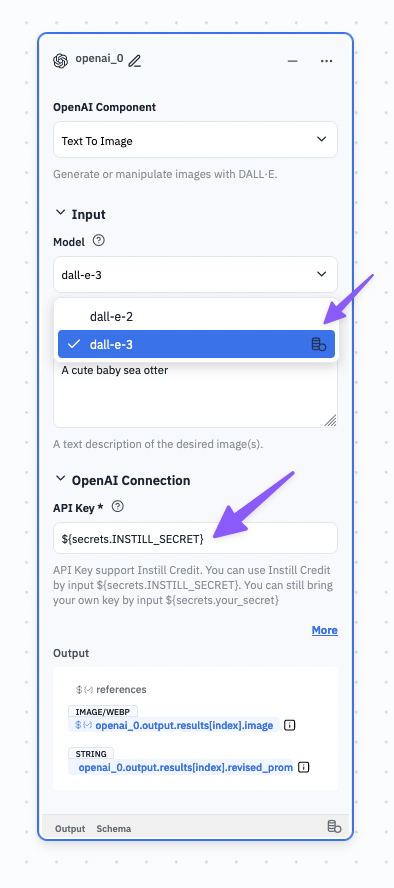 openai_0
OpenAI Component
Text To Image
Generate or manipulate images with DALL·E.
Input
Model
dall-e-3
dall-e-2
dall-e-3
A cute baby sea otter
A text description of the desired image(s).
OpenAI Connection
API Key *
${secrets.INSTILL_SECRET}
API Key support Instill Credit. You can use Instill Credit
by input ${secrets.INSTILL_SECRET}. You can still bring
your own key by input ${secrets.your_secret}
More
Output
references
IMAGE/WEBP
openai_0.output.results[index].image
STRING
openai_0.output.results[index].revised_prom
Output Schema